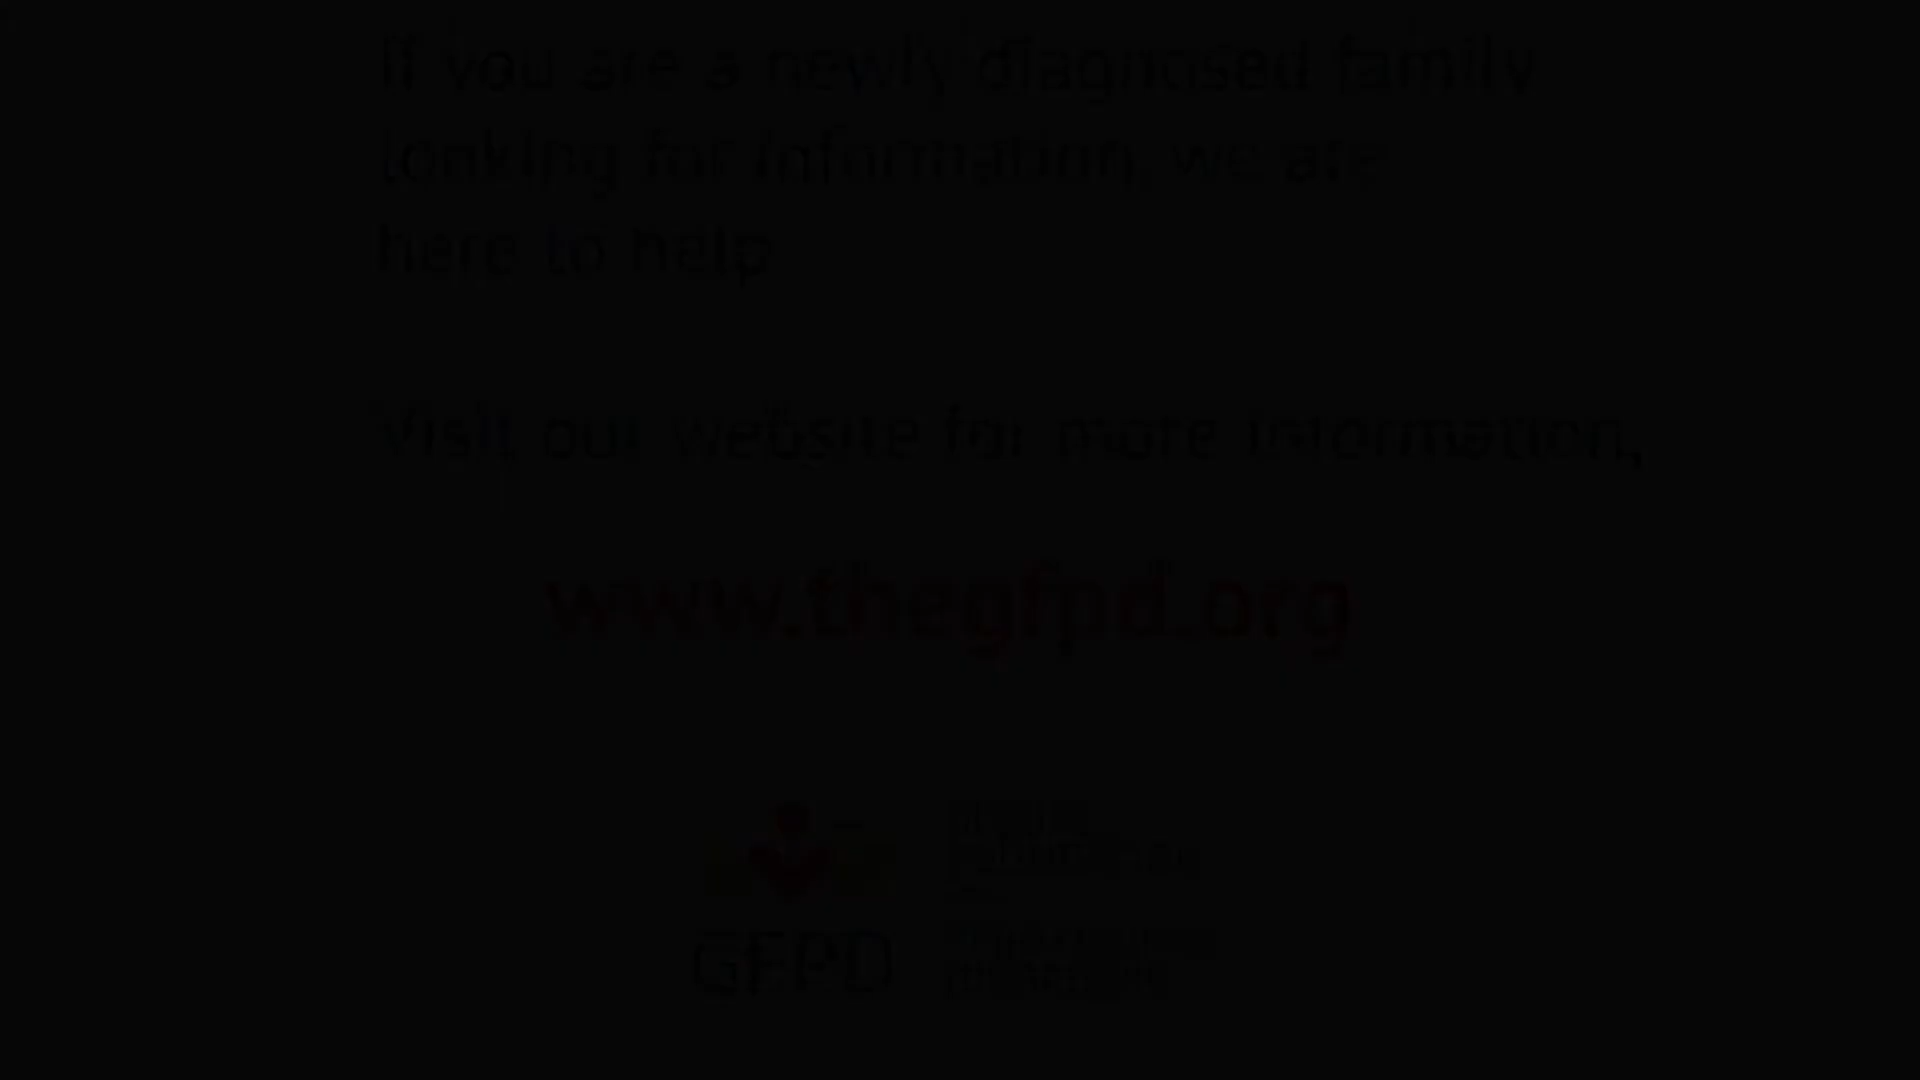 If you are a newly diagnosed family
looking for information, we are
here to help
Visit our website for more information,
www.thegfpd.org
GFPD